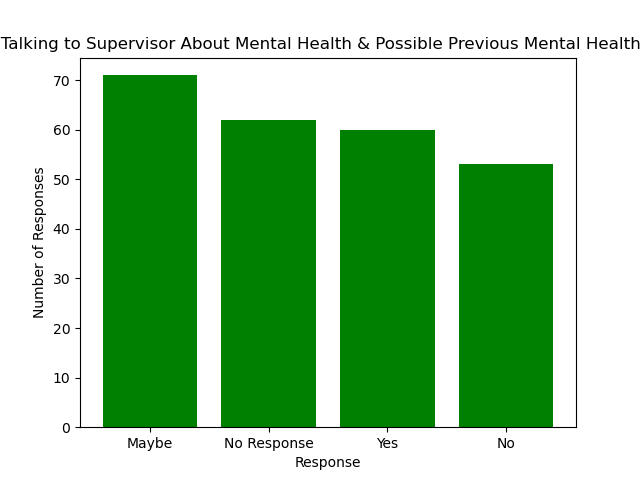 Talking to Supervisor About Mental Health & Possible Previous Mental Health
70
60
50
40
30
20
10
0
Number of Responses
Maybe No Response Yes No
Response